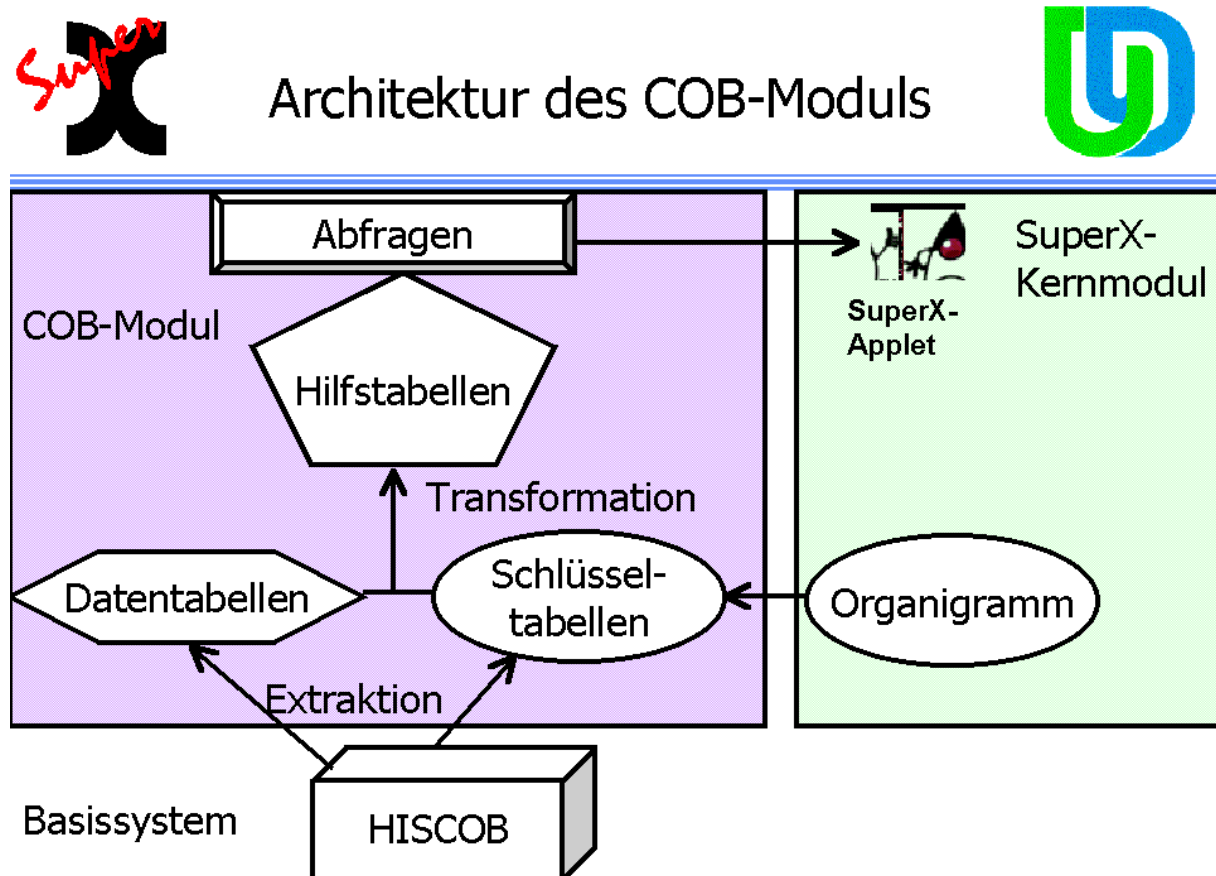 Super X
Architektur des COB-Moduls
Abfragen
SuperX-
Kernmodul
SuperX-
Applet
COB-Modul
Hilfstabellen
Transformation
Datentabellen
Schlüssel-
tabellen
Organigramm
Extraktion
Basissystem
HISCOB